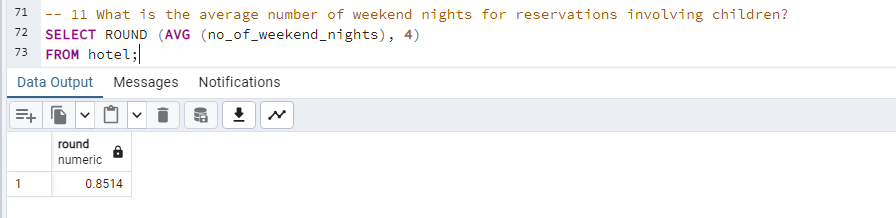 71 -- 11 What is the average number of weekend nights for reservations involving children?
72 SELECT ROUND (AVG (no_of_weekend_nights), 4)
73 FROM hotel;
Data Output Messages Notifications
round
numeric
1 0.8514